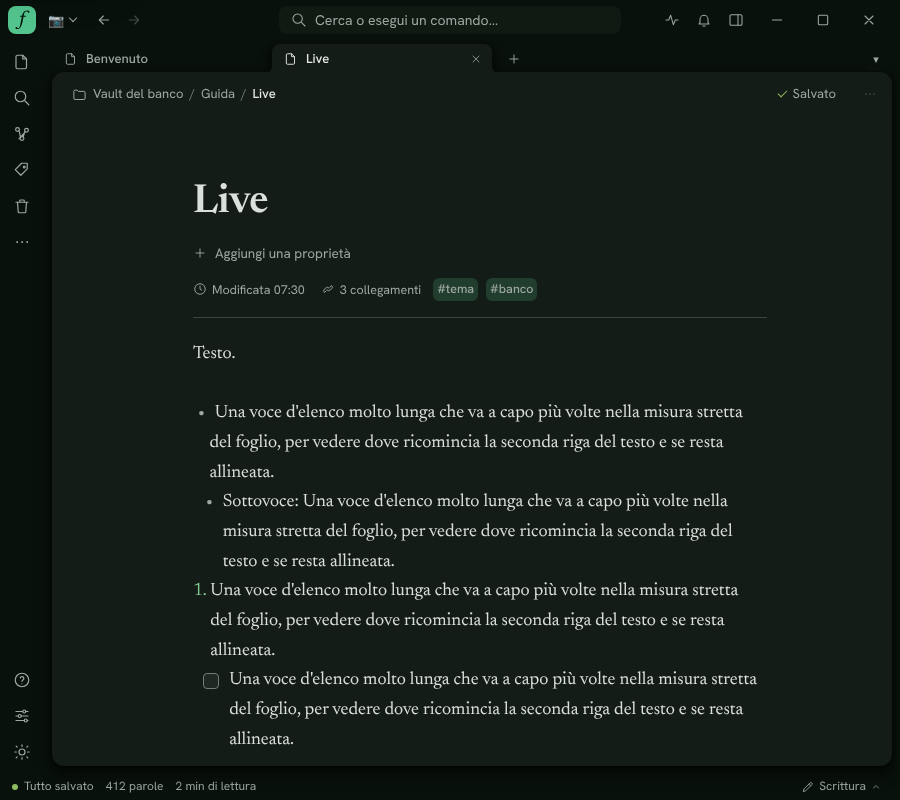 f
Cerca o esegui un comando...
Benvenuto
Live
Vault del banco / Guida / Live
Salvato
Live
Aggiungi una proprietà
Modificata 07:30 3 collegamenti #tema #banco
Testo.
• Una voce d'elenco molto lunga che va a capo più volte nella misura stretta
del foglio, per vedere dove ricomincia la seconda riga del testo e se resta
allineata.
• Sottovoce: Una voce d'elenco molto lunga che va a capo più volte nella
misura stretta del foglio, per vedere dove ricomincia la seconda riga del
testo e se resta allineata.
1. Una voce d'elenco molto lunga che va a capo più volte nella misura stretta
del foglio, per vedere dove ricomincia la seconda riga del testo e se resta
allineata.
Una voce d'elenco molto lunga che va a capo più volte nella misura stretta
del foglio, per vedere dove ricomincia la seconda riga del testo e se resta
allineata.
Tutto salvato 412 parole 2 min di lettura
Scrittura